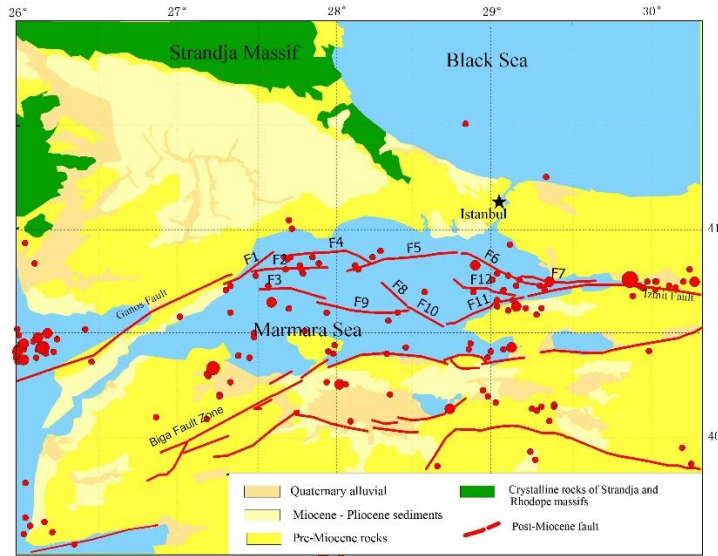 26° 27° 28° 29° 30°
Strandja Massif
Black Sea
Istanbul
41
F1 F2 F4 F5 F6
F3 F8 F12 F7
F9 F10 F11
Ganos Fault
Izmit Fault
Marmara Sea
Biga Fault Zone
40
Quaternary alluvial
Miocene - Pliocene sediments
Pre-Miocene rocks
Crystalline rocks of Strandja and
Rhodope massifs
Post-Miocene fault